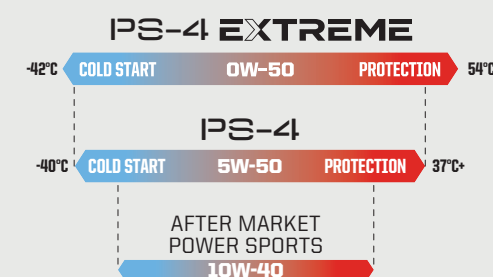 PS-4 EXTREME
-42°C COLD START 0W-50 PROTECTION 54°C
PS-4
-40°C COLD START 5W-50 PROTECTION 37°C+
AFTER MARKET
POWER SPORTS
10W-40